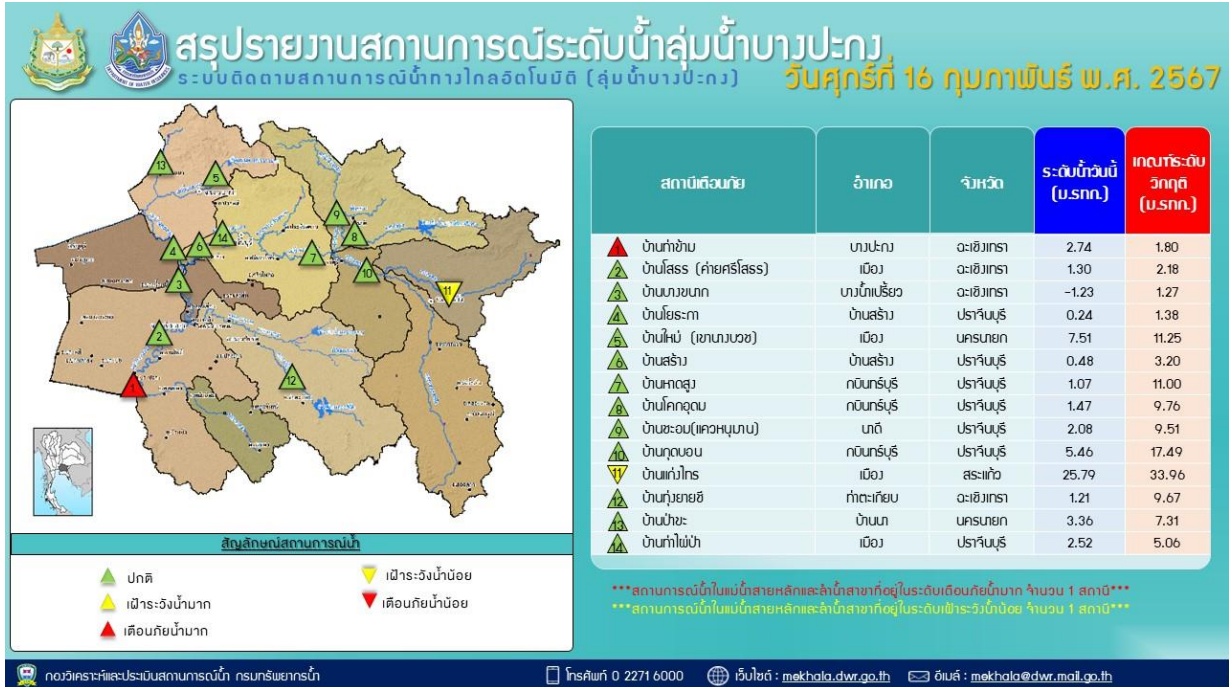 สรุปรายงานสถานการณ์ระดับน้ำลุ่มน้ำบางปะกง
ระบบติดตามสถานการณ์น้ำทางไกลอัตโนมัติ (ลุ่มน้ำบางปะกง)
วันศุกร์ที่ 16 กุมภาพันธ์ พ.ศ. 2567
สถานีเตือนภัย อำเภอ จังหวัด ระดับน้ำวันนี้ (ม.รทก.) เกณฑ์ระดับวิกฤติ (ม.รทก.)
1 บ้านท่าข้าม บางปะกง ฉะเชิงเทรา 2.74 1.80
2 บ้านโสธร (ค่ายศรีโสธร) เมือง ฉะเชิงเทรา 1.30 2.18
3 บ้านบางขนาก บางน้ำเปรี้ยว ฉะเชิงเทรา -1.23 1.27
4 บ้านโยธะกา บ้านสร้าง ปราจีนบุรี 0.24 1.38
5 บ้านใหม่ (เขานางบวช) เมือง นครนายก 7.51 11.25
6 บ้านสร้าง บ้านสร้าง ปราจีนบุรี 0.48 3.20
7 บ้านหาดสูง กบินทร์บุรี ปราจีนบุรี 1.07 11.00
8 บ้านโคกอุดม กบินทร์บุรี ปราจีนบุรี 1.47 9.76
9 บ้านซะอม(แควหนุมาน) นาดี ปราจีนบุรี 2.08 9.51
10 บ้านกุดบอน กบินทร์บุรี ปราจีนบุรี 5.46 17.49
11 บ้านแก่งไทร เมือง สระแก้ว 25.79 33.96
12 บ้านทุ่งยายชี ท่าตะเกียบ ฉะเชิงเทรา 1.21 9.67
13 บ้านป่าขะ บ้านนา นครนายก 3.36 7.31
14 บ้านท่าไผ่ป่า เมือง ปราจีนบุรี 2.52 5.06
13
5
9
8
14
6
4
7
10
3
11
2
12
1
สัญลักษณ์สถานการณ์น้ำ
ปกติ
เฝ้าระวังน้ำน้อย
เฝ้าระวังน้ำมาก
เตือนภัยน้ำน้อย
เตือนภัยน้ำมาก
***สถานการณ์น้ำในแม่น้ำสายหลักและลำน้ำสาขาที่อยู่ในระดับเตือนภัยน้ำมาก จำนวน 1 สถานี***
***สถานการณ์น้ำในแม่น้ำสายหลักและลำน้ำสาขาที่อยู่ในระดับเฝ้าระวังน้ำน้อย จำนวน 1 สถานี***
กองวิเคราะห์และประเมินสถานการณ์น้ำ กรมทรัพยากรน้ำ
โทรศัพท์ 0 2271 6000
เว็บไซต์ : mekhala.dwr.go.th
อีเมล์ : mekhala@dwr.mail.go.th